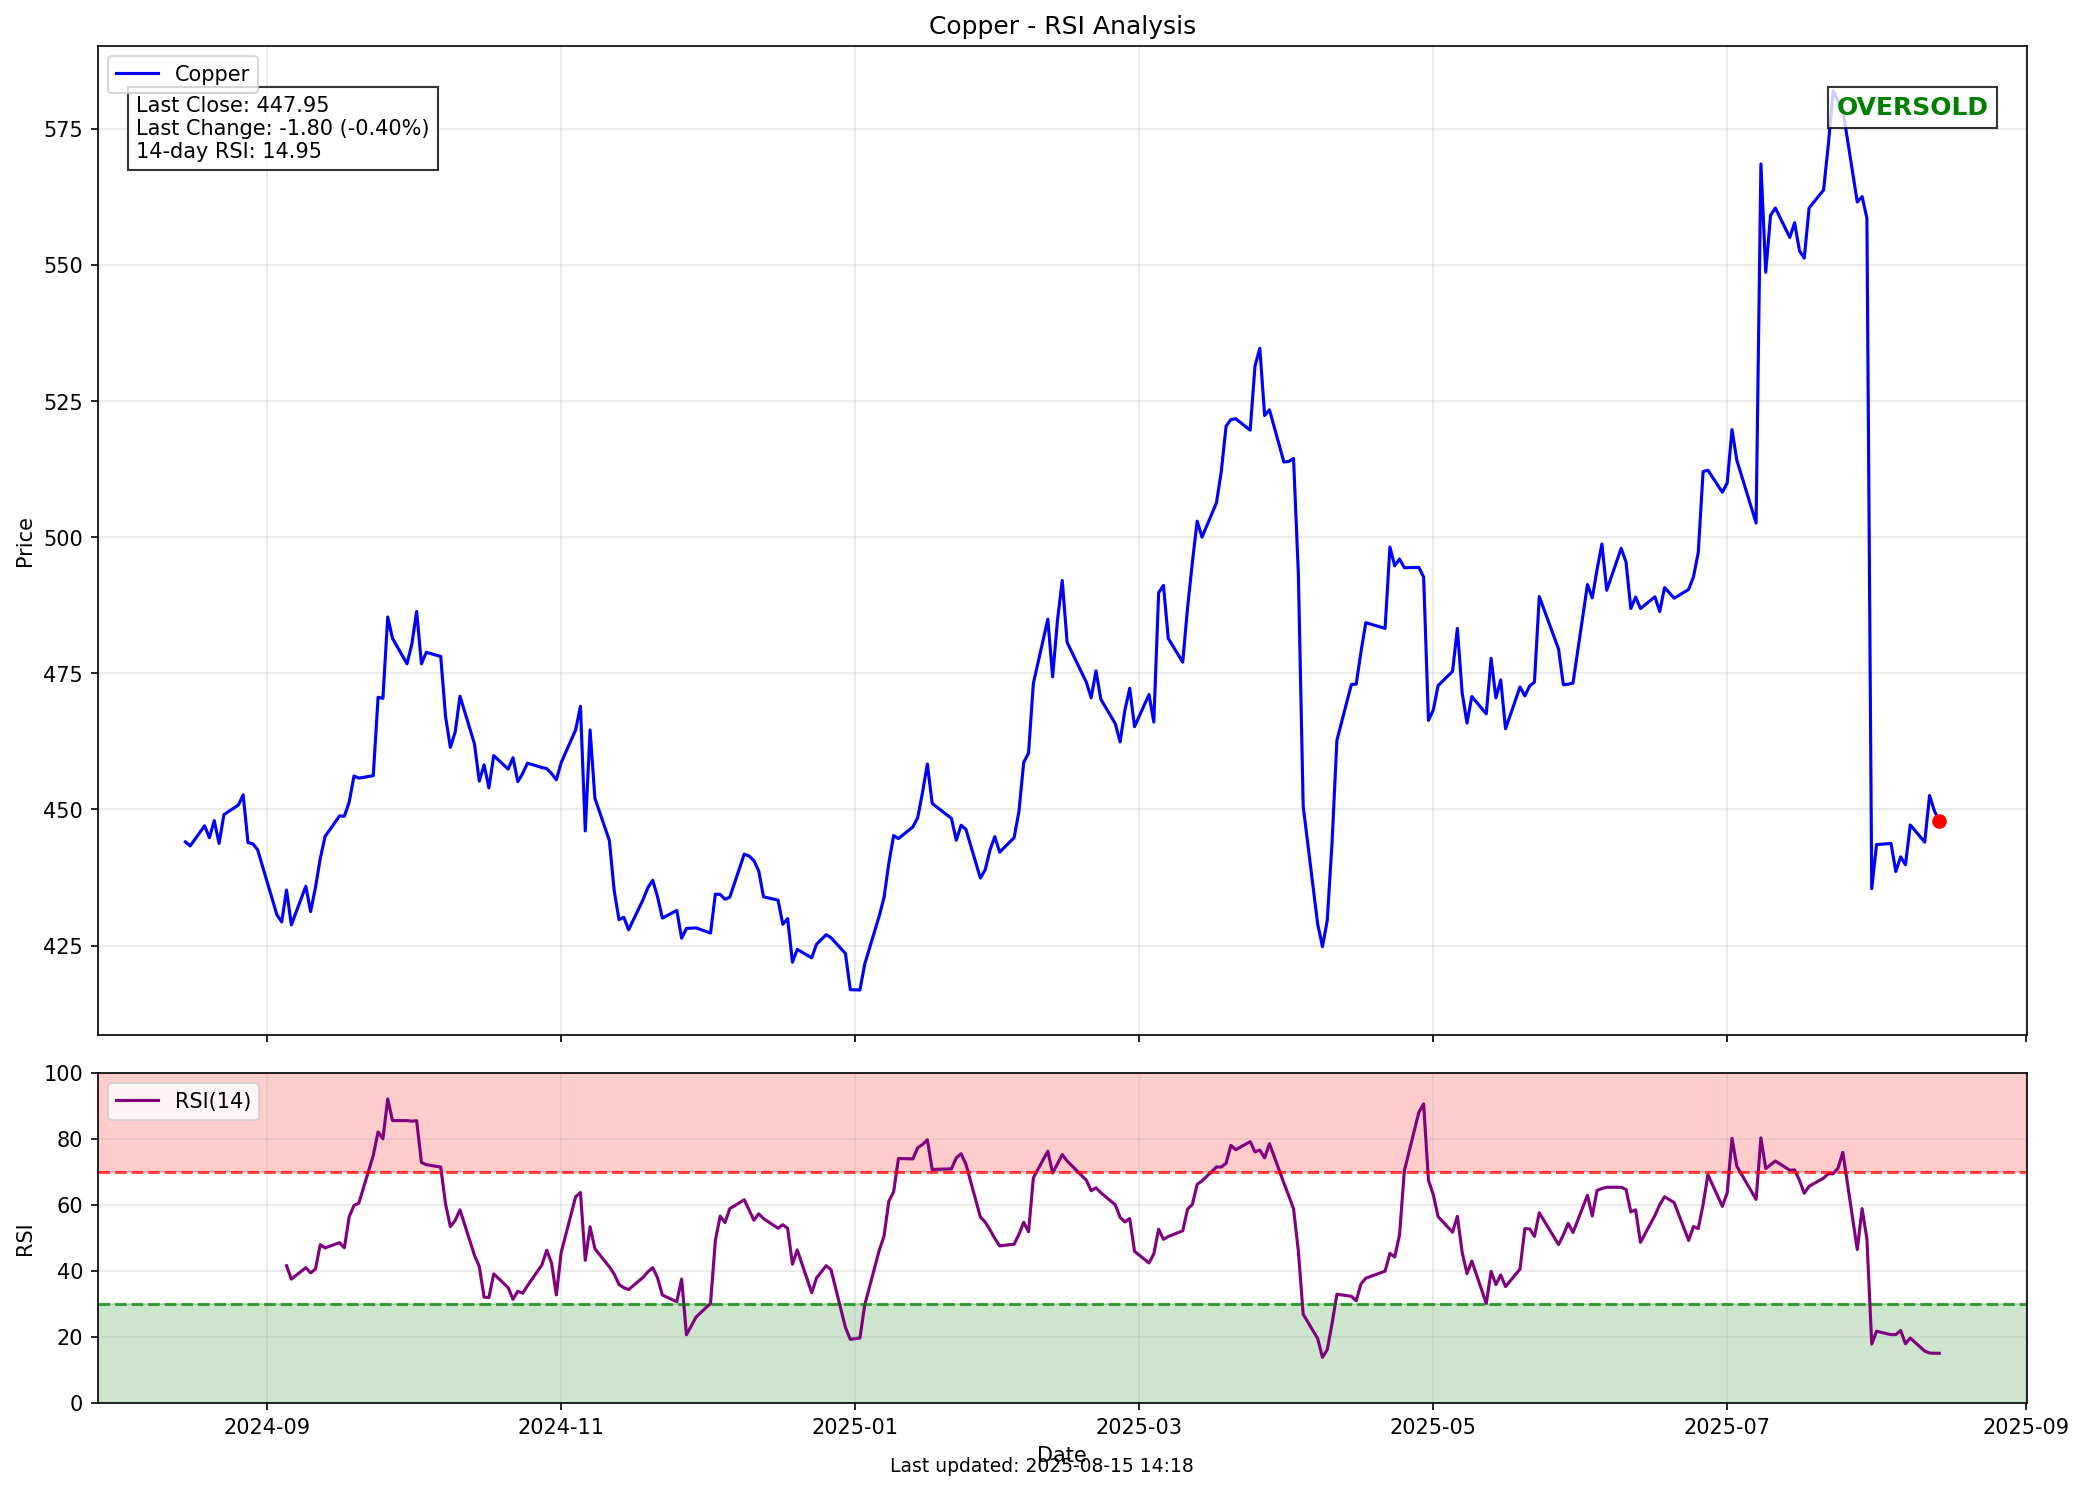 Copper - RSI Analysis
Copper
Last Close: 447.95
Last Change: -1.80 (-0.40%)
14-day RSI: 14.95
OVERSOLD
575
550
525
500
475
450
425
Price
100
80
60
40
20
0
RSI
RSI(14)
2024-09
2024-11
2025-01
2025-03
2025-05
2025-07
2025-09
Date
Last updated: 2025-08-15 14:18